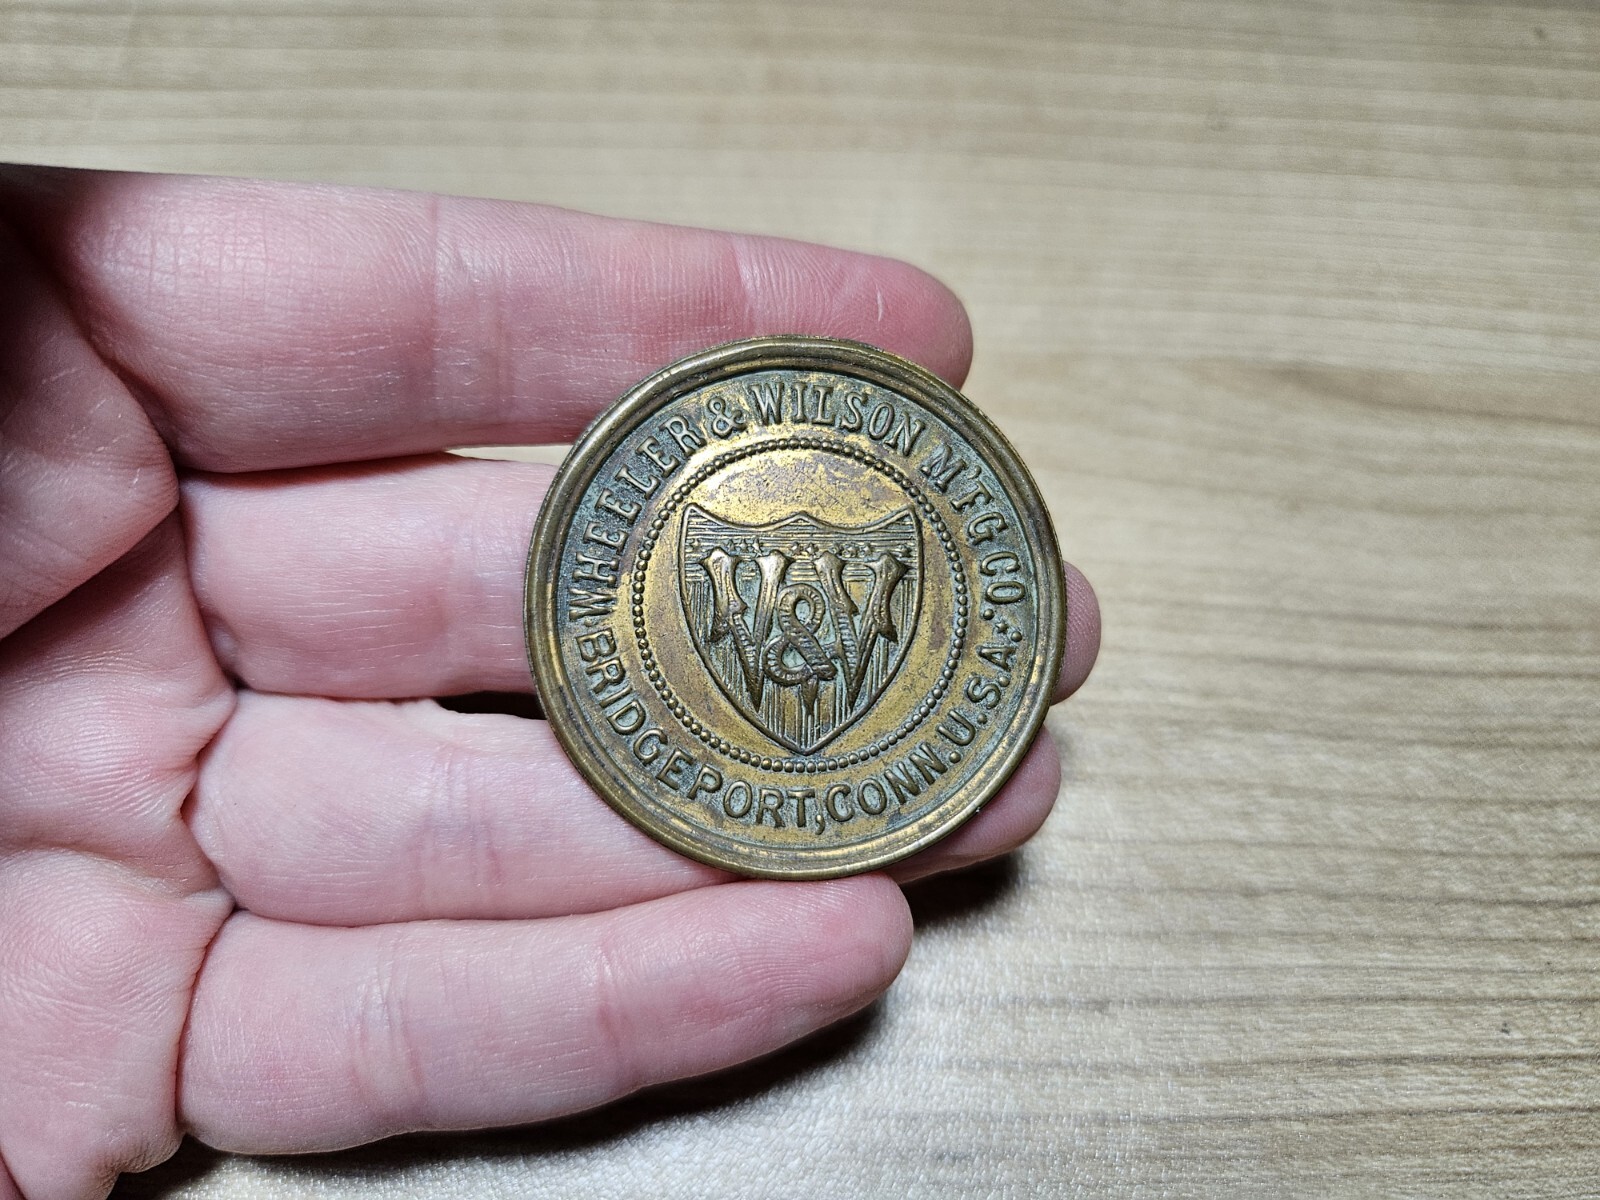 WHEELER & WILSON M'F'G CO.
BRIDGEPORT, CONN. U.S.A.
W&W